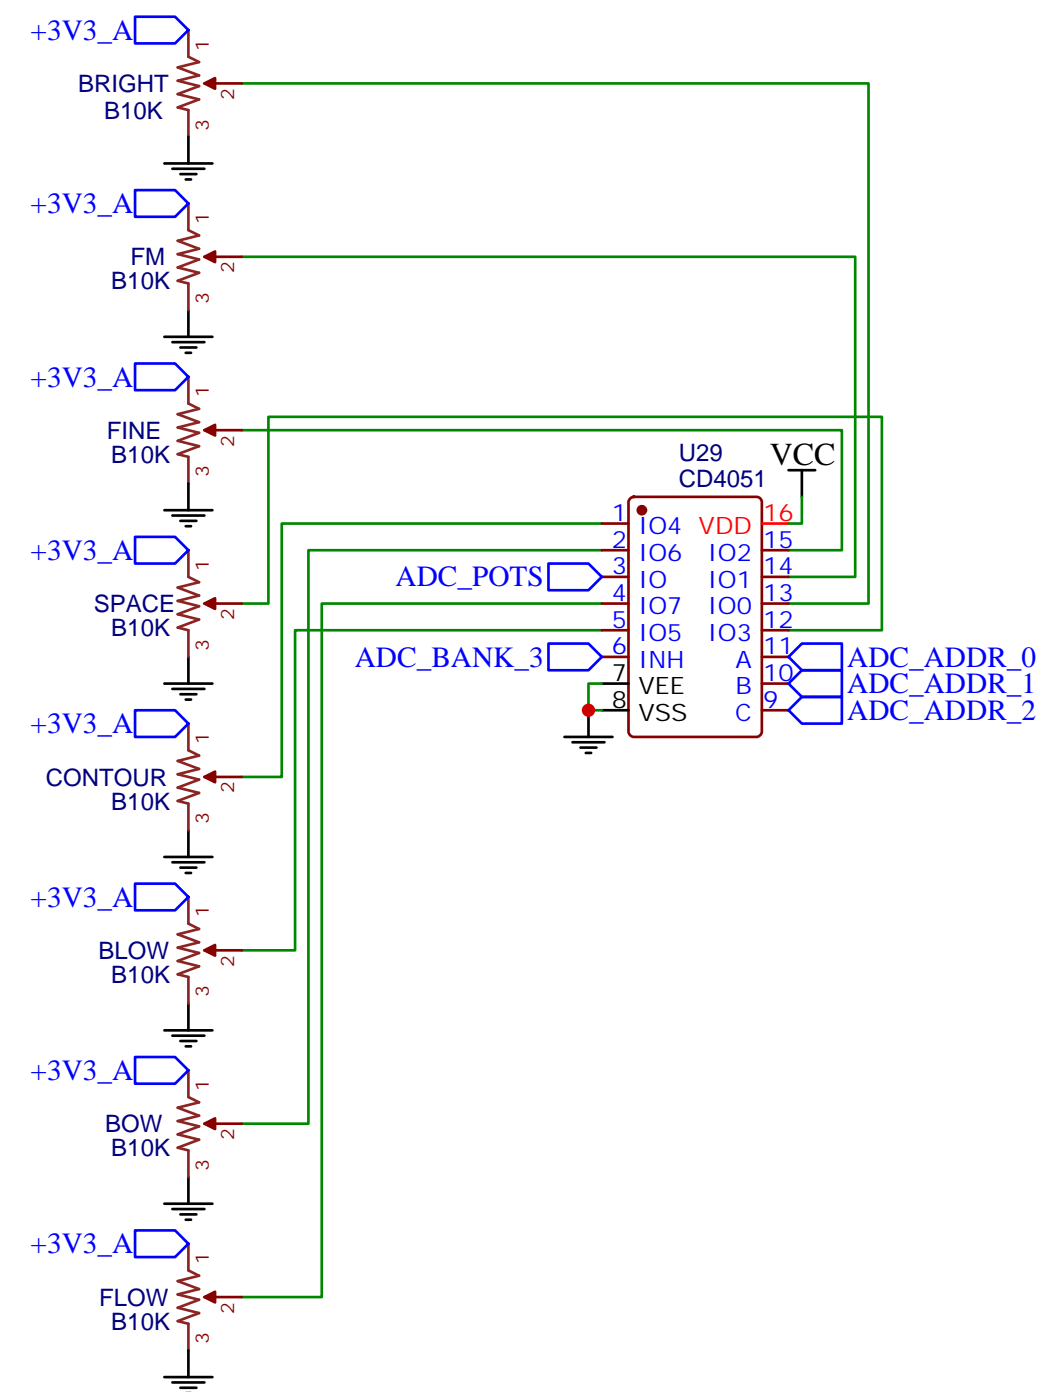 +3V3_A
1
BRIGHT
2
B10K
3
+3V3_A
1
FM
2
B10K
3
+3V3_A
1
FINE
2
B10K
3
+3V3_A
1
SPACE
2
B10K
3
+3V3_A
1
CONTOUR
2
B10K
3
+3V3_A
1
BLOW
2
B10K
3
+3V3_A
1
BOW
2
B10K
3
+3V3_A
1
FLOW
2
B10K
3
U29
CD4051
VCC
1 IO4 VDD 16
2 IO6 IO2 15
ADC_POTS 3 IO IO1 14
4 IO7 IO0 13
5 IO5 IO3 12
ADC_BANK_3 6 INH A 11 ADC_ADDR_0
7 VEE B 10 ADC_ADDR_1
8 VSS C 9 ADC_ADDR_2